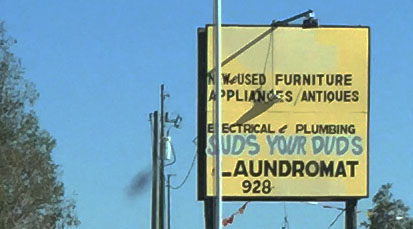 NEW & USED FURNITURE
APPLIANCES ANTIQUES
ELECTRICAL & PLUMBING
SUDS YOUR DUDS
LAUNDROMAT
928